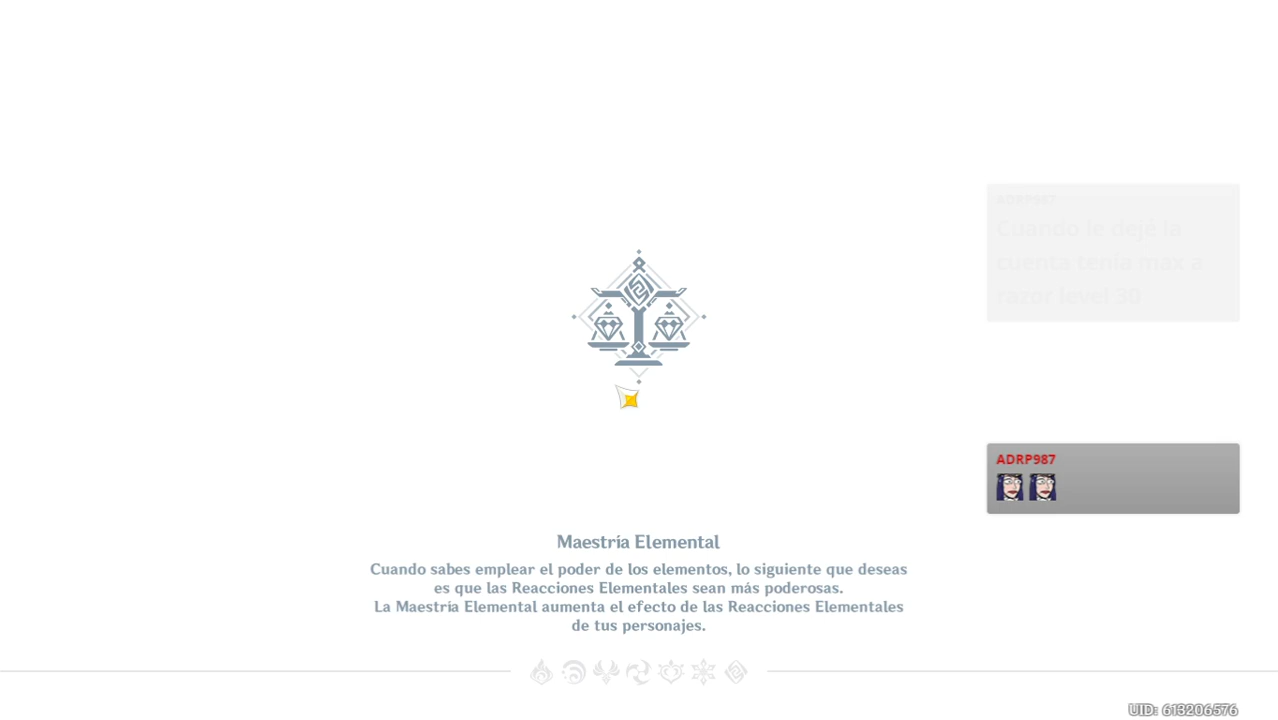 ADRP987
Cuando le dejé la
cuenta tenía max a
razor level 30
ADRP987
Maestría Elemental
Cuando sabes emplear el poder de los elementos, lo siguiente que deseas
es que las Reacciones Elementales sean más poderosas.
La Maestría Elemental aumenta el efecto de las Reacciones Elementales
de tus personajes.
UID: 613206576